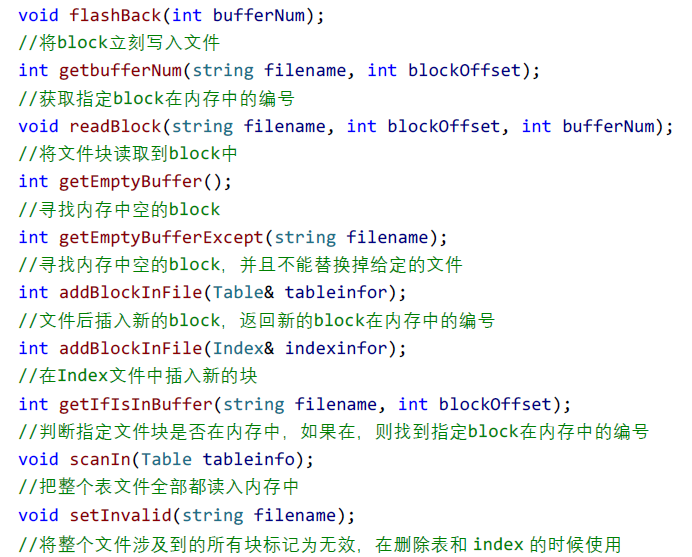 void flashBack(int bufferNum);
//将block立刻写入文件
int getbufferNum(string filename, int blockOffset);
//获取指定block在内存中的编号
void readBlock(string filename, int blockOffset, int bufferNum);
//将文件块读取到block中
int getEmptyBuffer();
//寻找内存中空的block
int getEmptyBufferExcept(string filename);
//寻找内存中空的block，并且不能替换掉给定的文件
int addBlockInFile(Table& tableinfor);
//文件后插入新的block，返回新的block在内存中的编号
int addBlockInFile(Index& indexinfor);
//在Index文件中插入新的块
int getIfIsInBuffer(string filename, int blockOffset);
//判断指定文件块是否在内存中，如果在，则找到指定block在内存中的编号
void scanIn(Table tableinfo);
//把整个表文件全部都读入内存中
void setInvalid(string filename);
//将整个文件涉及到的所有块标记为无效，在删除表和 index 的时候使用